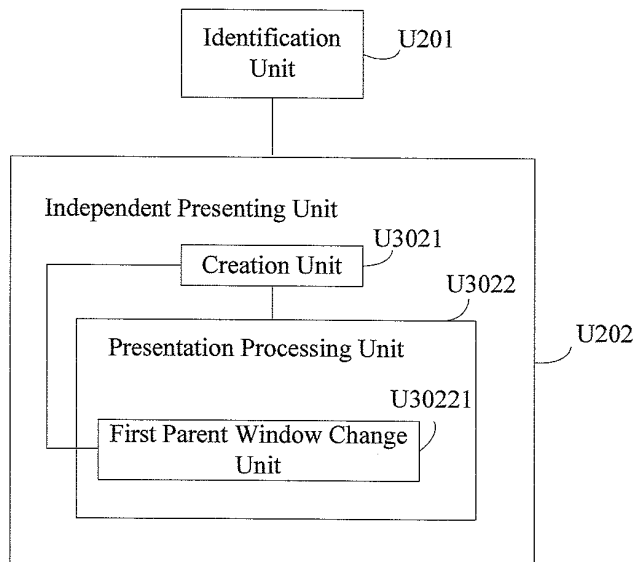 Identification
Unit
U201
Independent Presenting Unit
U3021
Creation Unit
U3022
Presentation Processing Unit
U202
U30221
First Parent Window Change
Unit